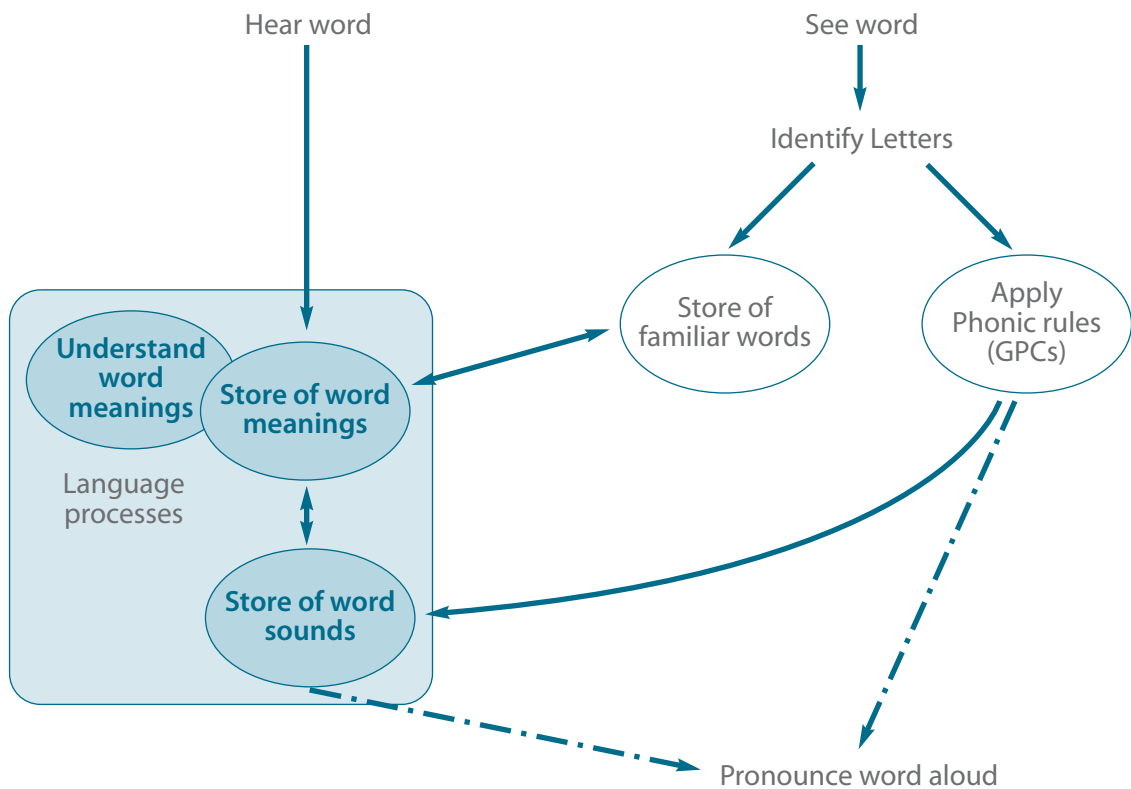 Hear word
See word
Identify Letters
Store of
familiar words
Apply
Phonic rules
(GPCs)
Understand
word
meanings
Store of word
meanings
Language
processes
Store of word
sounds
Pronounce word aloud